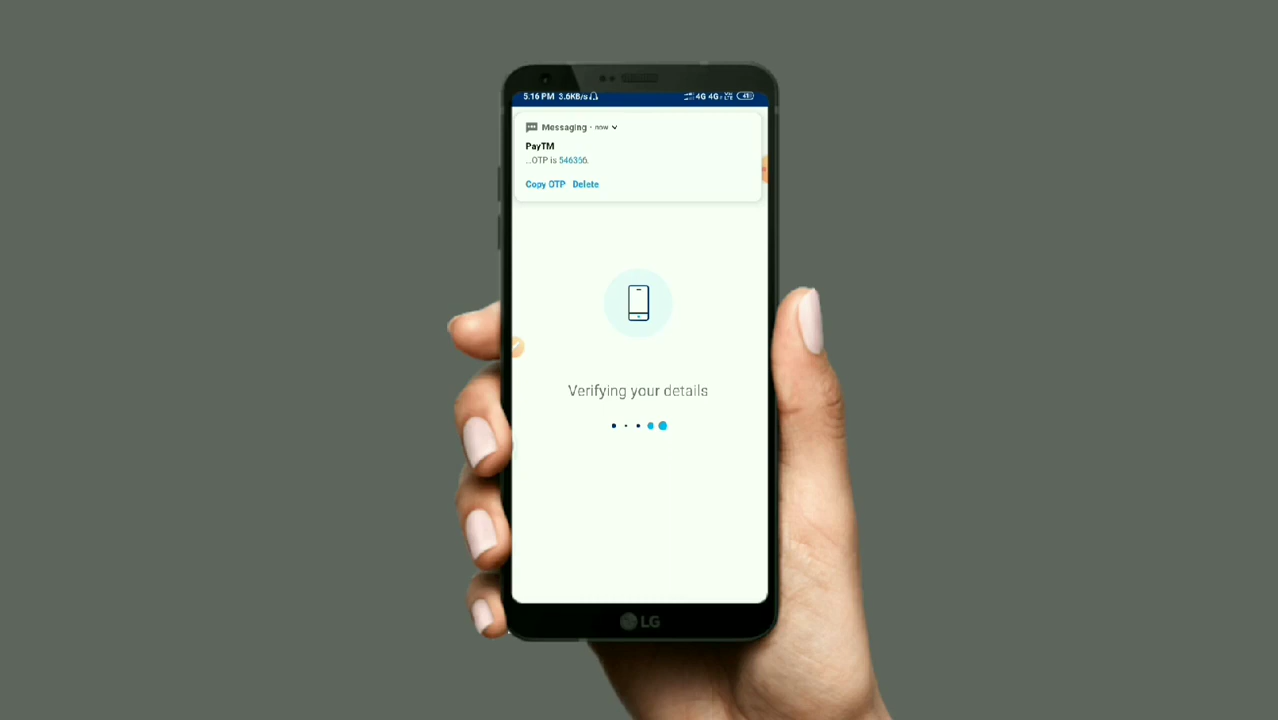 5:16 PM 3.6KB/s 4G 4G 41
Messaging · now
PayTM
...OTP is 546356.
Copy OTP Delete
Verifying your details
LG